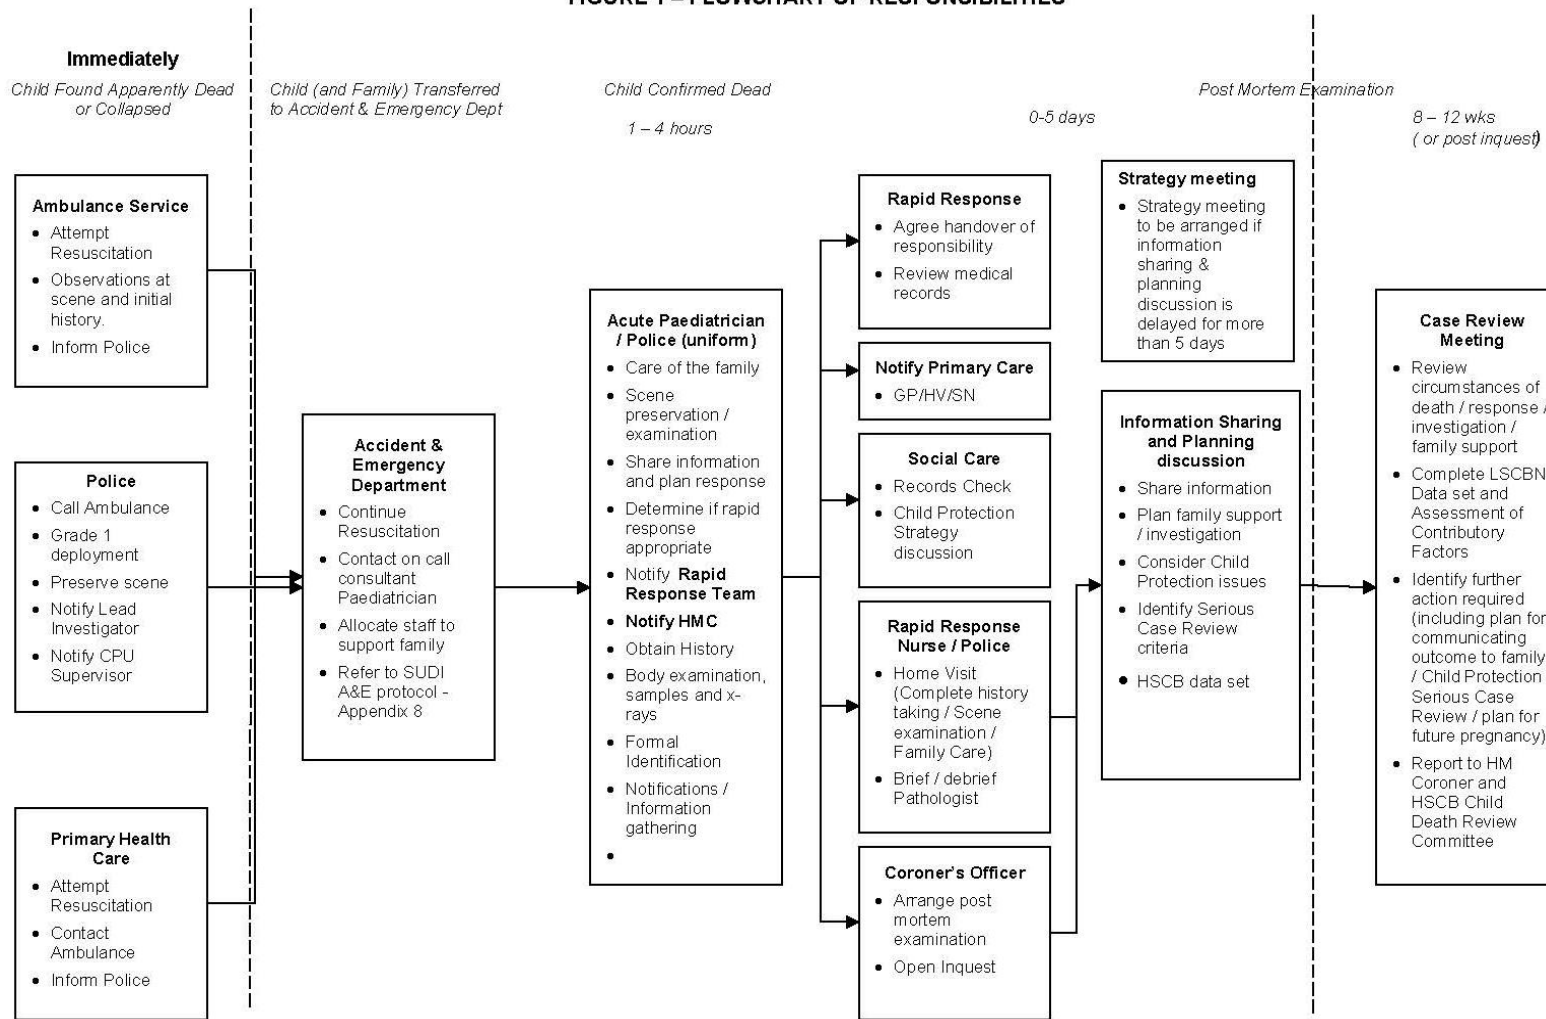 FIGURE 1 – FLOWCHART OF RESPONSIBILITIES
Immediately
Child Found Apparently Dead
or Collapsed
Child (and Family) Transferred
to Accident & Emergency Dept
Child Confirmed Dead
1 – 4 hours
0-5 days
Post Mortem Examination
8 – 12 wks
( or post inquest)
Ambulance Service
• Attempt
Resuscitation
• Observations at
scene and initial
history.
• Inform Police
Police
• Call Ambulance
• Grade 1
deployment
• Preserve scene
• Notify Lead
Investigator
• Notify CPU
Supervisor
Primary Health
Care
• Attempt
Resuscitation
• Contact
Ambulance
• Inform Police
Accident &
Emergency
Department
• Continue
Resuscitation
• Contact on call
consultant
Paediatrician
• Allocate staff to
support family
• Refer to SUDI
A&E protocol -
Appendix 8
Acute Paediatrician
/ Police (uniform)
• Care of the family
• Scene
preservation /
examination
• Share information
and plan response
• Determine if rapid
response
appropriate
• Notify Rapid
Response Team
• Notify HMC
• Obtain History
• Body examination,
samples and x-
rays
• Formal
Identification
• Notifications /
Information
gathering
•
Rapid Response
• Agree handover of
responsibility
• Review medical
records
Notify Primary Care
• GP/HV/SN
Social Care
• Records Check
• Child Protection
Strategy
discussion
Rapid Response
Nurse / Police
• Home Visit
(Complete history
taking / Scene
examination /
Family Care)
• Brief / debrief
Pathologist
Coroner's Officer
• Arrange post
mortem
examination
• Open Inquest
Strategy meeting
• Strategy meeting
to be arranged if
information
sharing &
planning
discussion is
delayed for more
than 5 days
Information Sharing
and Planning
discussion
• Share information
• Plan family support
/ investigation
• Consider Child
Protection issues
• Identify Serious
Case Review
criteria
• HSCB data set
Case Review
Meeting
• Review
circumstances of
death / response /
investigation /
family support
• Complete LSCBN
Data set and
Assessment of
Contributory
Factors
• Identify further
action required
(including plan for
communicating
outcome to family
/ Child Protection
Serious Case
Review / plan for
future pregnancy)
• Report to HM
Coroner and
HSCB Child
Death Review
Committee